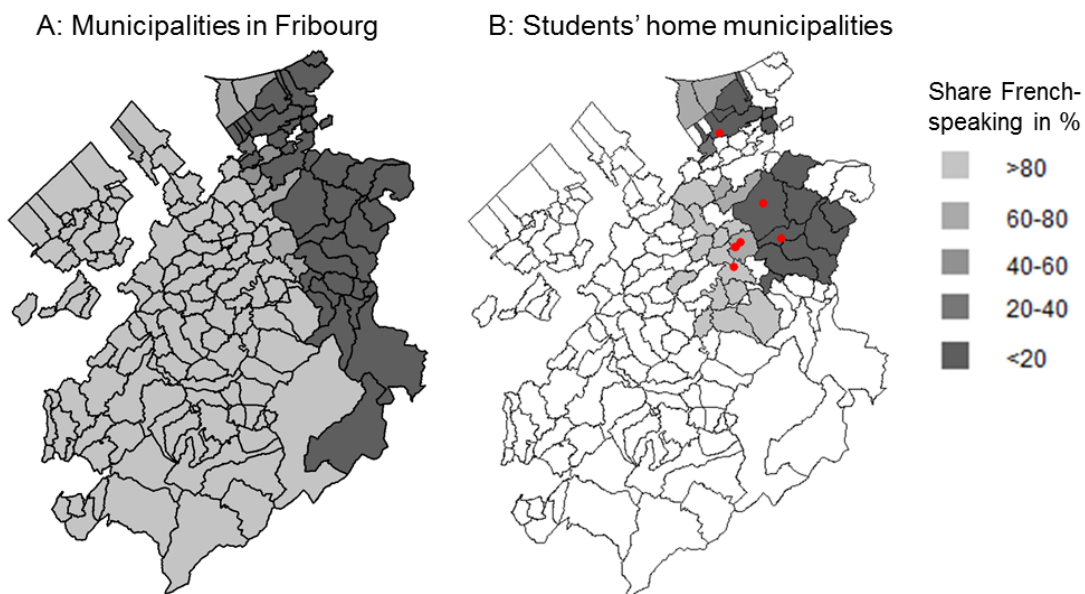 A: Municipalities in Fribourg
B: Students’ home municipalities
Share French-
speaking in %
>80
60-80
40-60
20-40
<20